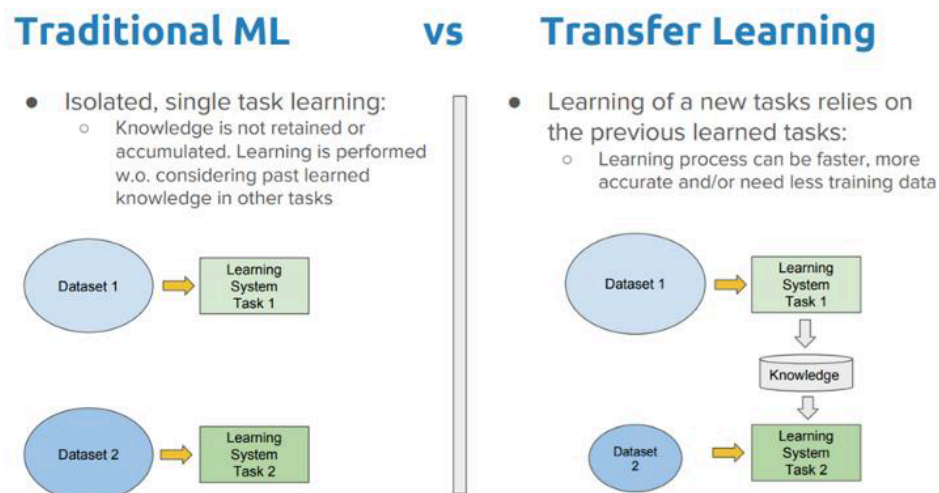 Traditional ML vs Transfer Learning
● Isolated, single task learning:
○ Knowledge is not retained or
accumulated. Learning is performed
w.o. considering past learned
knowledge in other tasks
Dataset 1
Learning
System
Task 1
Dataset 2
Learning
System
Task 2
● Learning of a new tasks relies on
the previous learned tasks:
○ Learning process can be faster, more
accurate and/or need less training data
Dataset 1
Learning
System
Task 1
Knowledge
Dataset
2
Learning
System
Task 2